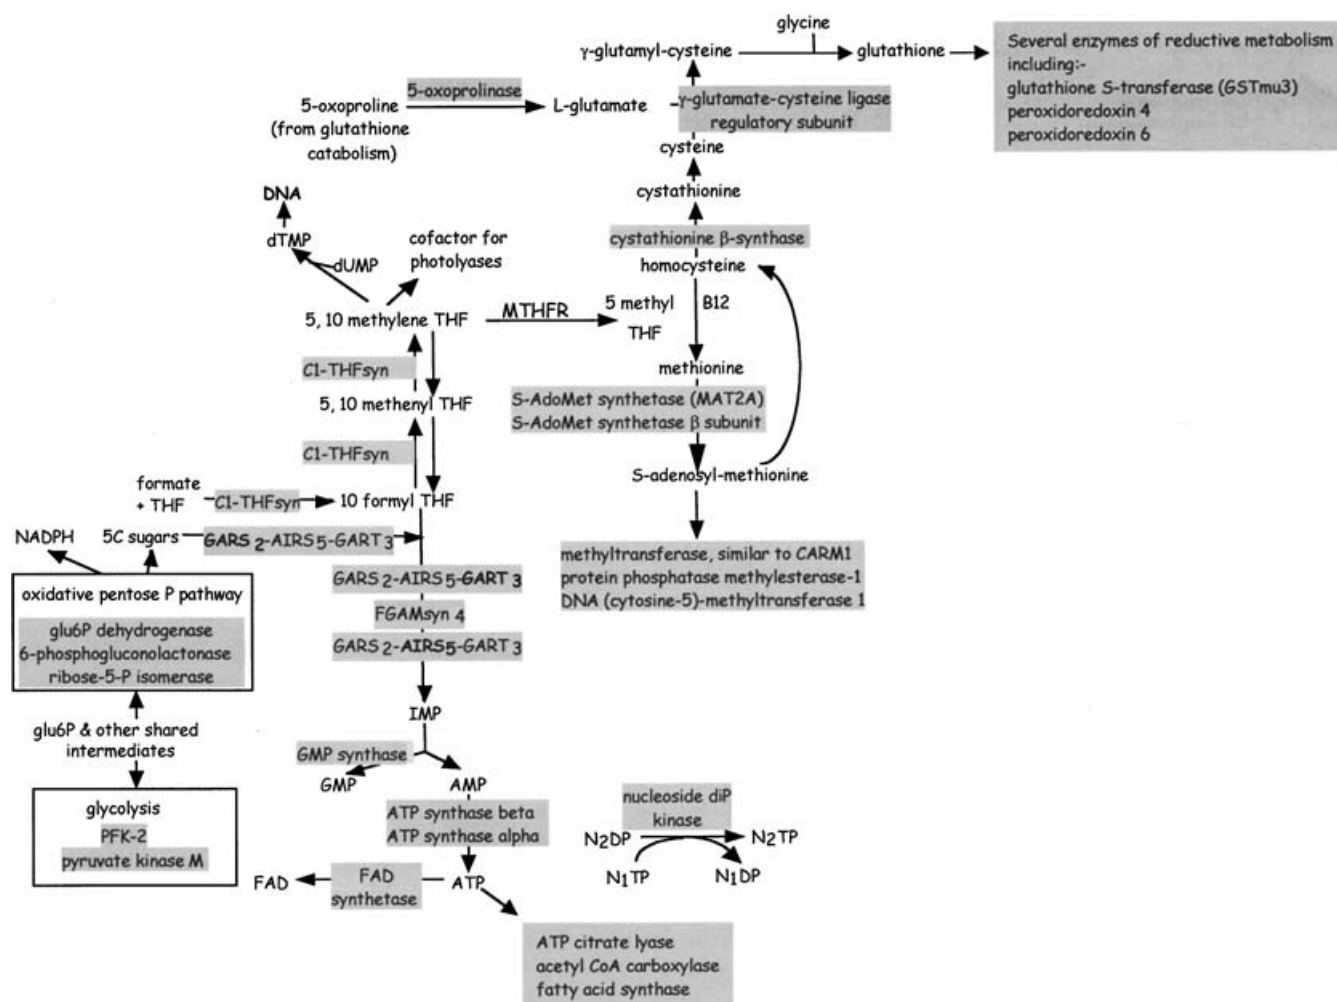 glycine
γ-glutamyl-cysteine
glutathione
Several enzymes of reductive metabolism
including:-
glutathione S-transferase (GSTmu3)
peroxidoredoxin 4
peroxidoredoxin 6
5-oxoprolinase
5-oxoproline
(from glutathione
catabolism)
L-glutamate
γ-glutamate-cysteine ligase
regulatory subunit
cysteine
cystathionine
cystathionine β-synthase
homocysteine
DNA
dTMP
dUMP
cofactor for
photolyases
5, 10 methylene THF
MTHFR
5 methyl
THF
B12
methionine
C1-THFsyn
5, 10 methenyl THF
S-AdoMet synthetase (MAT2A)
S-AdoMet synthetase β subunit
C1-THFsyn
S-adenosyl-methionine
formate
+ THF
C1-THFsyn
10 formyl THF
NADPH
5C sugars
GARS 2-AIRS 5-GART 3
methyltransferase, similar to CARM1
protein phosphatase methylesterase-1
DNA (cytosine-5)-methyltransferase 1
oxidative pentose P pathway
glu6P dehydrogenase
6-phosphogluconolactonase
ribose-5-P isomerase
GARS 2-AIRS 5-GART 3
FGAMsyn 4
GARS 2-AIRS5-GART 3
IMP
glu6P & other shared
intermediates
GMP synthase
GMP
AMP
glycolysis
PFK-2
pyruvate kinase M
ATP synthase beta
ATP synthase alpha
nucleoside diP
kinase
N2DP
N2TP
N1TP
N1DP
FAD
FAD
synthetase
ATP
ATP citrate lyase
acetyl CoA carboxylase
fatty acid synthase